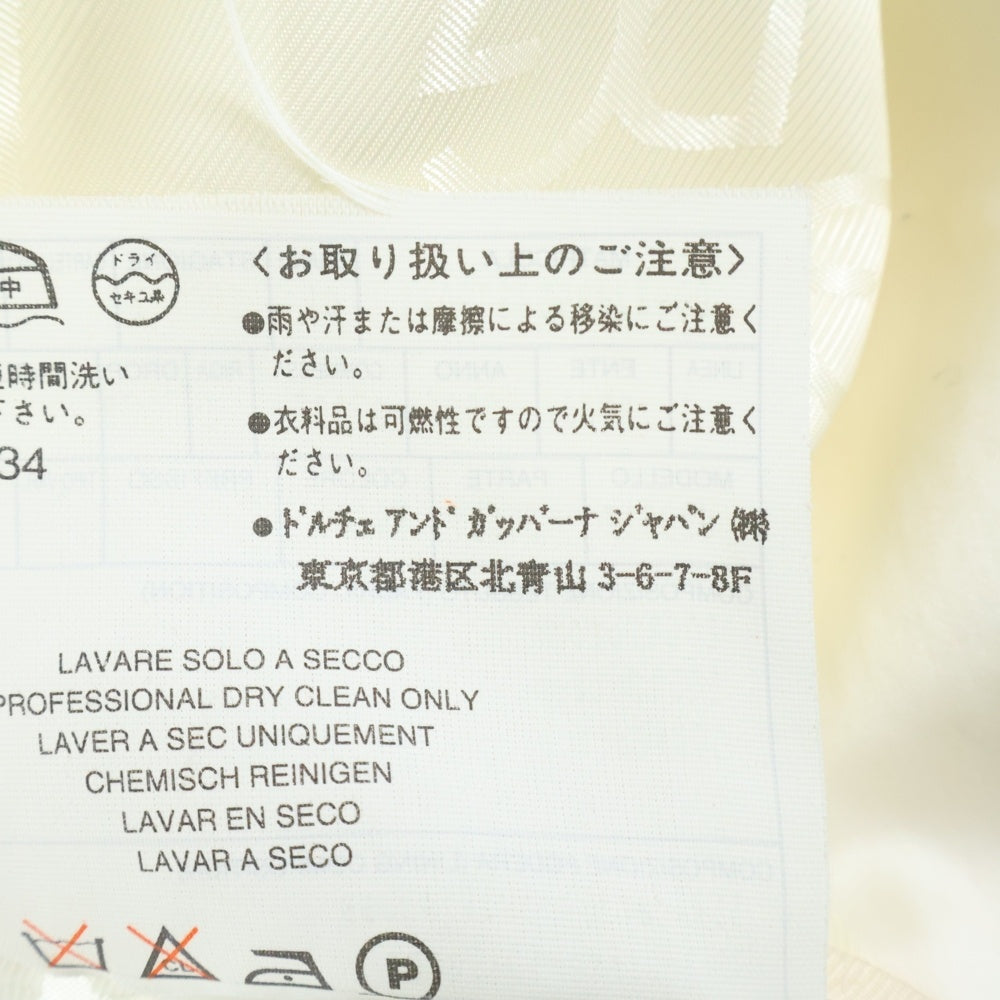 中
ドライ
セキユ系
〈お取り扱い上のご注意〉
●雨や汗または摩擦による移染にご注意く
ださい。
●衣料品は可燃性ですので火気にご注意く
ださい。
●ドルチェ アンド ガッバーナ ジャパン ㈱
東京都港区北青山 3-6-7-8F
時間洗い
さい。
34
LAVARE SOLO A SECCO
PROFESSIONAL DRY CLEAN ONLY
LAVER A SEC UNIQUEMENT
CHEMISCH REINIGEN
LAVAR EN SECO
LAVAR A SECO
P